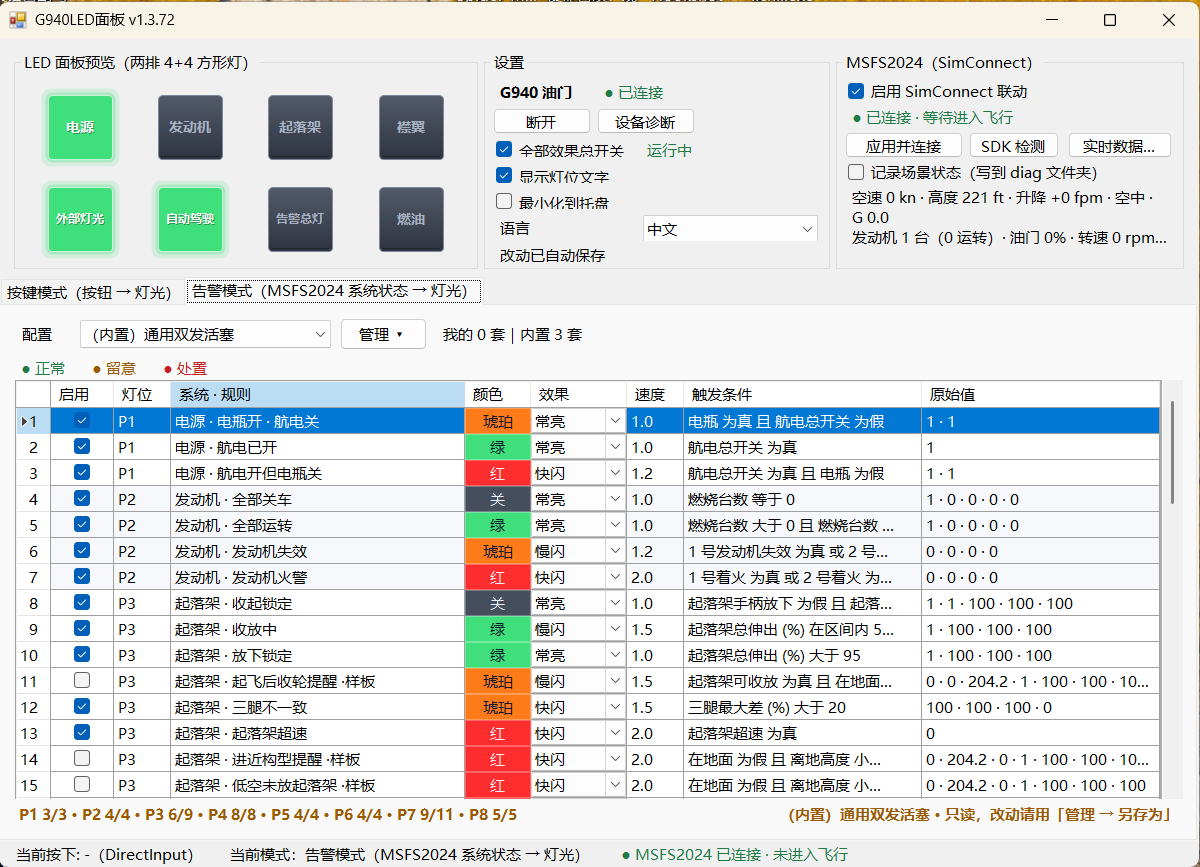 G940LED面板 v1.3.72
LED 面板预览（两排 4+4 方形灯）
电源
发动机
起落架
襟翼
外部灯光
自动驾驶
告警总灯
燃油
设置
G940 油门 ● 已连接
断开 设备诊断
全部效果总开关 运行中
显示灯位文字
最小化到托盘
语言 中文
改动已自动保存
MSFS2024（SimConnect）
启用 SimConnect 联动
● 已连接 · 等待进入飞行
应用并连接 SDK 检测 实时数据...
记录场景状态（写到 diag 文件夹）
空速 0 kn · 高度 221 ft · 升降 +0 fpm · 空中 ·
G 0.0
发动机 1 台（0 运转）· 油门 0% · 转速 0 rpm...
按键模式（按钮 → 灯光） 告警模式（MSFS2024 系统状态 → 灯光）
配置 （内置）通用双发活塞 管理 ▾ 我的 0 套 | 内置 3 套
● 正常 ● 留意 ● 处置
启用 灯位 系统 · 规则 颜色 效果 速度 触发条件 原始值
1 P1 电源 · 电瓶开 · 航电关 琥珀 常亮 1.0 电瓶 为真 且 航电总开关 为假 1 · 1
2 P1 电源 · 航电已开 绿 常亮 1.0 航电总开关 为真 1
3 P1 电源 · 航电开但电瓶关 红 快闪 1.2 航电总开关 为真 且 电瓶 为假 1 · 1
4 P2 发动机 · 全部关车 关 常亮 1.0 燃烧台数 等于 0 1 · 0 · 0 · 0 · 0
5 P2 发动机 · 全部运转 绿 常亮 1.0 燃烧台数 大于 0 且 燃烧台数 ... 1 · 0 · 0 · 0 · 0
6 P2 发动机 · 发动机失效 琥珀 慢闪 1.2 1 号发动机失效 为真 或 2 号... 0 · 0 · 0 · 0
7 P2 发动机 · 发动机火警 红 快闪 2.0 1 号着火 为真 或 2 号着火 为... 0 · 0 · 0 · 0
8 P3 起落架 · 收起锁定 关 常亮 1.0 起落架手柄放下 为假 且 起落... 1 · 1 · 100 · 100 · 100
9 P3 起落架 · 收放中 绿 慢闪 1.5 起落架总伸出 (%) 在区间内 5... 1 · 100 · 100 · 100
10 P3 起落架 · 放下锁定 绿 常亮 1.0 起落架总伸出 (%) 大于 95 1 · 100 · 100 · 100
11 P3 起落架 · 起飞后收轮提醒 ·样板 琥珀 慢闪 1.5 起落架可收放 为真 且 在地面... 0 · 0 · 204.2 · 1 · 100 · 100 · 10...
12 P3 起落架 · 三腿不一致 琥珀 快闪 1.5 三腿最大差 (%) 大于 20 100 · 100 · 100 · 0
13 P3 起落架 · 起落架超速 红 快闪 2.0 起落架超速 为真 0
14 P3 起落架 · 进近构型提醒 ·样板 红 快闪 2.0 在地面 为假 且 离地高度 小... 0 · 204.2 · 0 · 1 · 100 · 100 · 10...
15 P3 起落架 · 低空未放起落架 ·样板 红 快闪 2.0 在地面 为假 且 离地高度 小... 0 · 204.2 · 0 · 1 · 100 · 100 · 100
P1 3/3 • P2 4/4 • P3 6/9 • P4 8/8 • P5 4/4 • P6 4/4 • P7 9/11 • P8 5/5 （内置）通用双发活塞 • 只读，改动请用「管理 → 另存为」
当前按下: -（DirectInput） 当前模式：告警模式（MSFS2024 系统状态 → 灯光） ● MSFS2024 已连接 · 未进入飞行